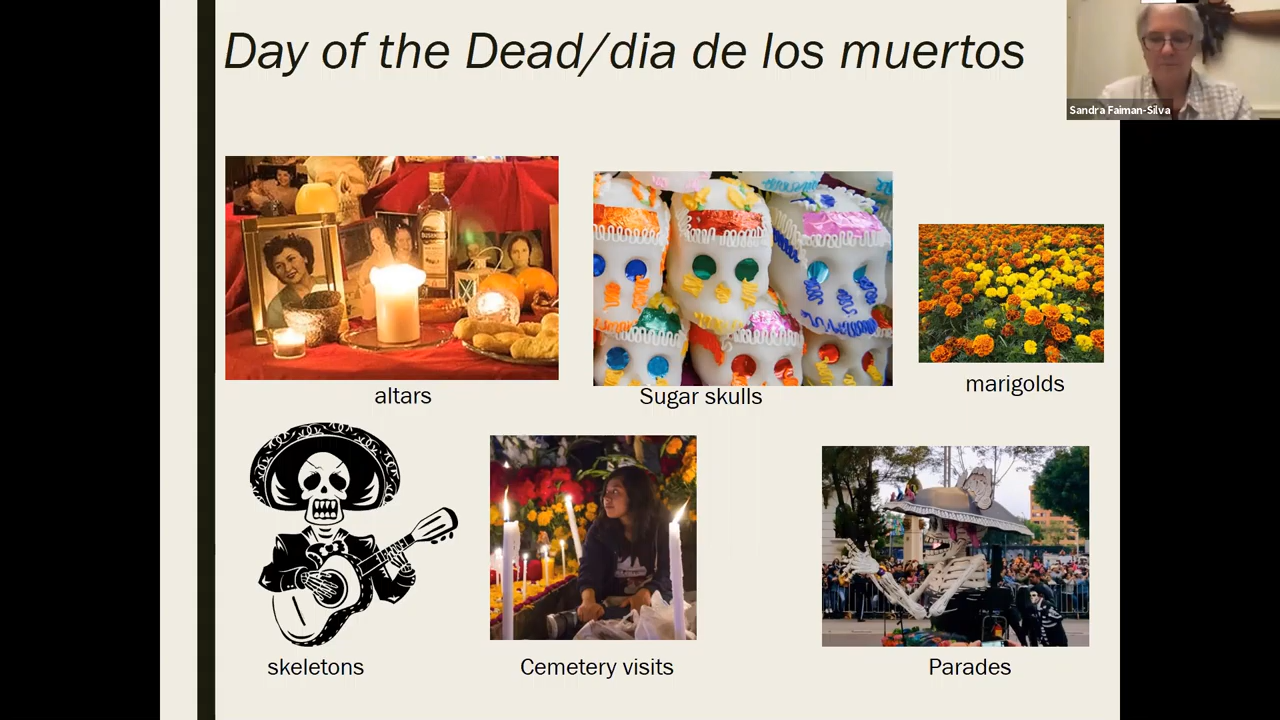 Day of the Dead/dia de los muertos
Sandra Faiman-Silva
BUSHMILLS
altars
Sugar skulls
marigolds
skeletons
Cemetery visits
Parades